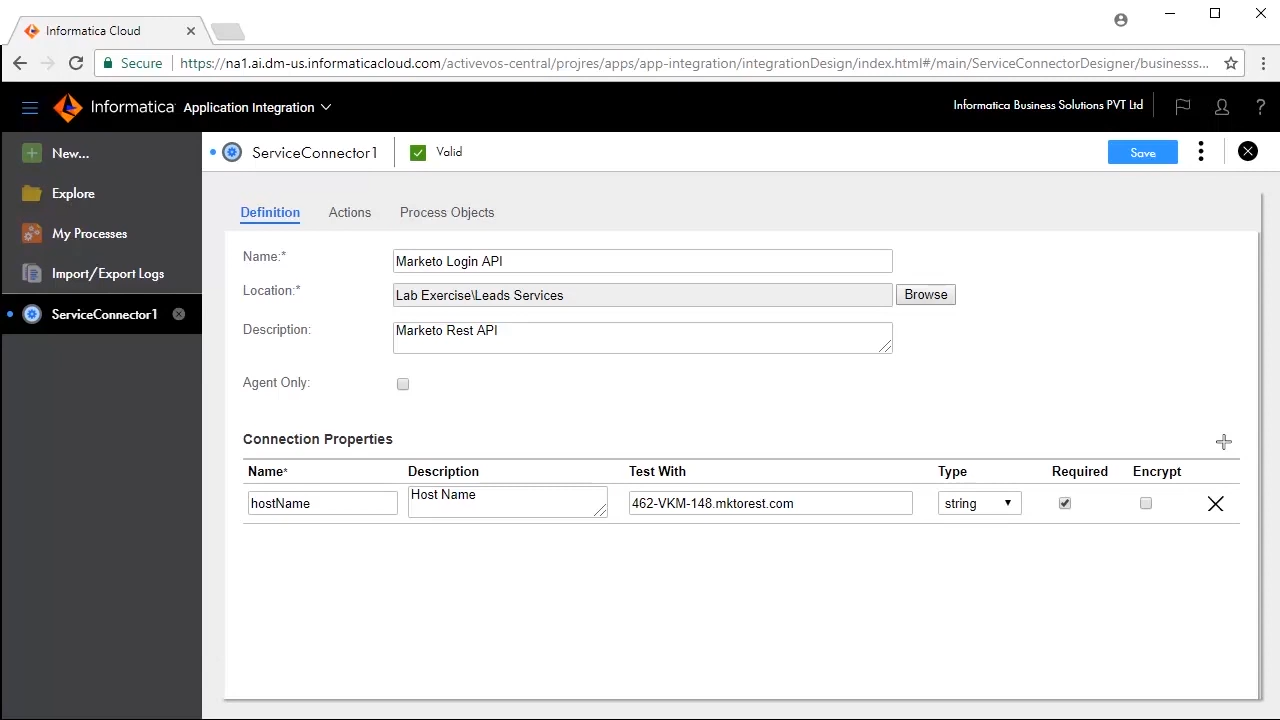 Informatica Cloud
Secure https://na1.ai.dm-us.informaticacloud.com/activevos-central/projres/apps/app-integration/integrationDesign/index.html#/main/ServiceConnectorDesigner/businesss...
Informatica Application Integration Informatica Business Solutions PVT Ltd ?
New... ServiceConnector1 Valid Save
Explore
My Processes
Import/Export Logs
ServiceConnector1
Definition Actions Process Objects
Name:* Marketo Login API
Location:* Lab Exercise\Leads Services Browse
Description: Marketo Rest API
Agent Only:
Connection Properties
Name* Description Test With Type Required Encrypt
hostName Host Name 462-VKM-148.mktorest.com string